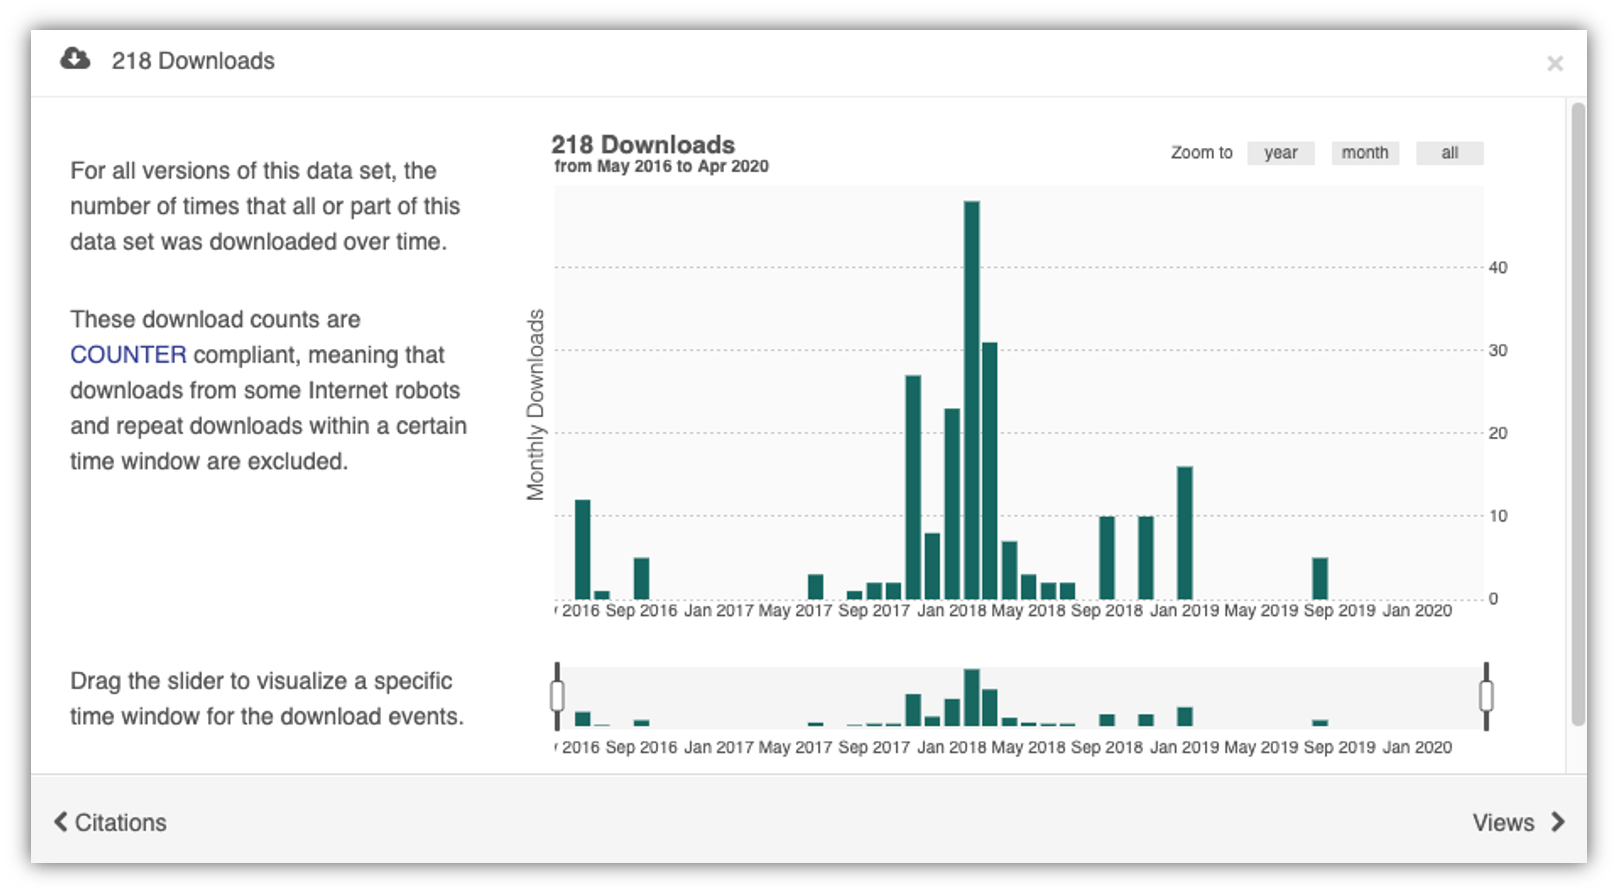 218 Downloads
×
For all versions of this data set, the
number of times that all or part of this
data set was downloaded over time.
These download counts are
COUNTER compliant, meaning that
downloads from some Internet robots
and repeat downloads within a certain
time window are excluded.
Drag the slider to visualize a specific
time window for the download events.
218 Downloads
from May 2016 to Apr 2020
Zoom to year month all
Monthly Downloads
40
30
20
10
0
2016 Sep 2016 Jan 2017 May 2017 Sep 2017 Jan 2018 May 2018 Sep 2018 Jan 2019 May 2019 Sep 2019 Jan 2020
2016 Sep 2016 Jan 2017 May 2017 Sep 2017 Jan 2018 May 2018 Sep 2018 Jan 2019 May 2019 Sep 2019 Jan 2020
Citations
Views